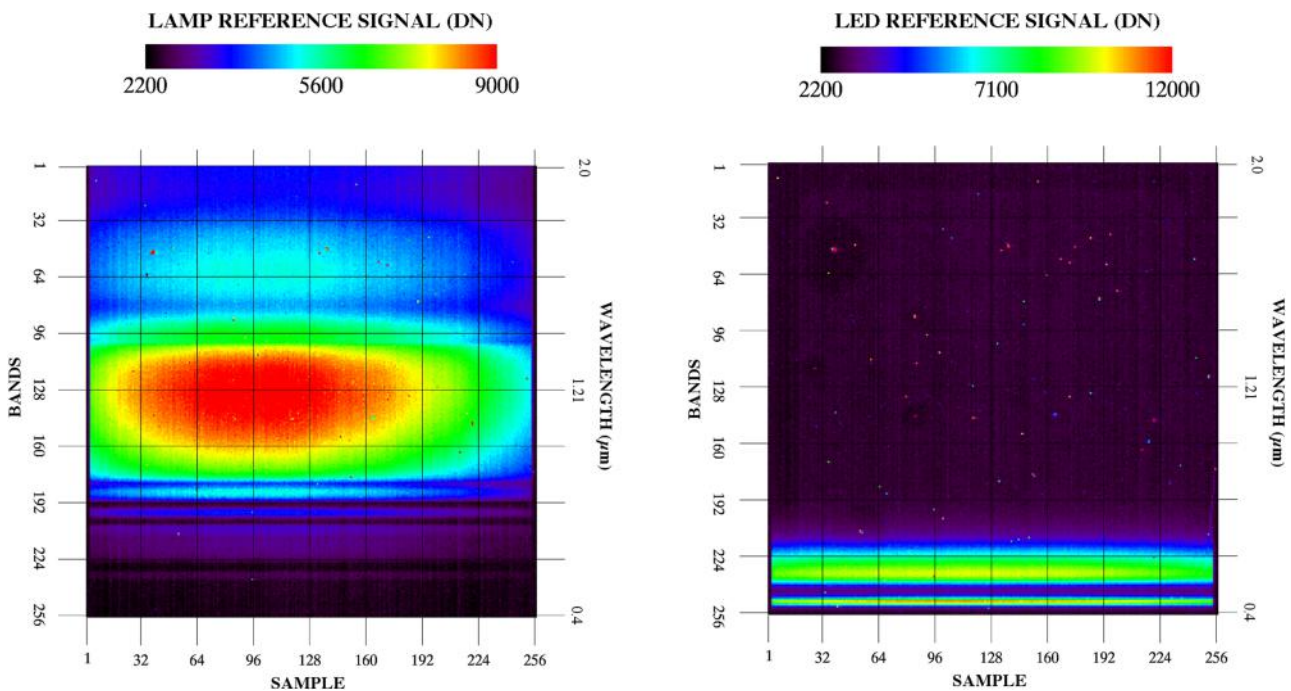 LAMP REFERENCE SIGNAL (DN)
2200 5600 9000
1
32
64
96
128
160
192
224
256
BANDS
2.0
1.21
0.4
WAVELENGTH (µm)
1 32 64 96 128 160 192 224 256
SAMPLE
LED REFERENCE SIGNAL (DN)
2200 7100 12000
1
32
64
96
128
160
192
224
256
BANDS
2.0
1.21
0.4
WAVELENGTH (µm)
1 32 64 96 128 160 192 224 256
SAMPLE